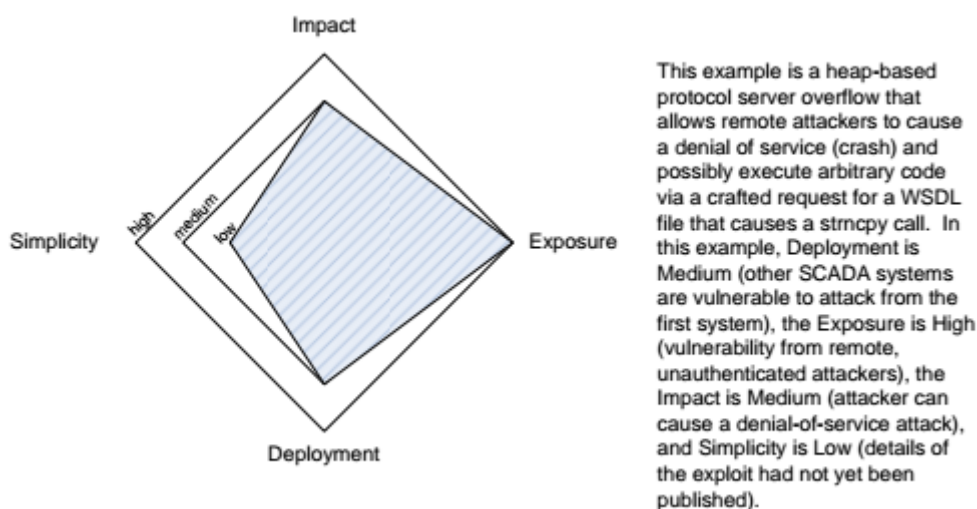 Impact
high
medium
low
Simplicity
Exposure
Deployment
This example is a heap-based
protocol server overflow that
allows remote attackers to cause
a denial of service (crash) and
possibly execute arbitrary code
via a crafted request for a WSDL
file that causes a strncpy call.  In
this example, Deployment is
Medium (other SCADA systems
are vulnerable to attack from the
first system), the Exposure is High
(vulnerability from remote,
unauthenticated attackers), the
Impact is Medium (attacker can
cause a denial-of-service attack),
and Simplicity is Low (details of
the exploit had not yet been
published).